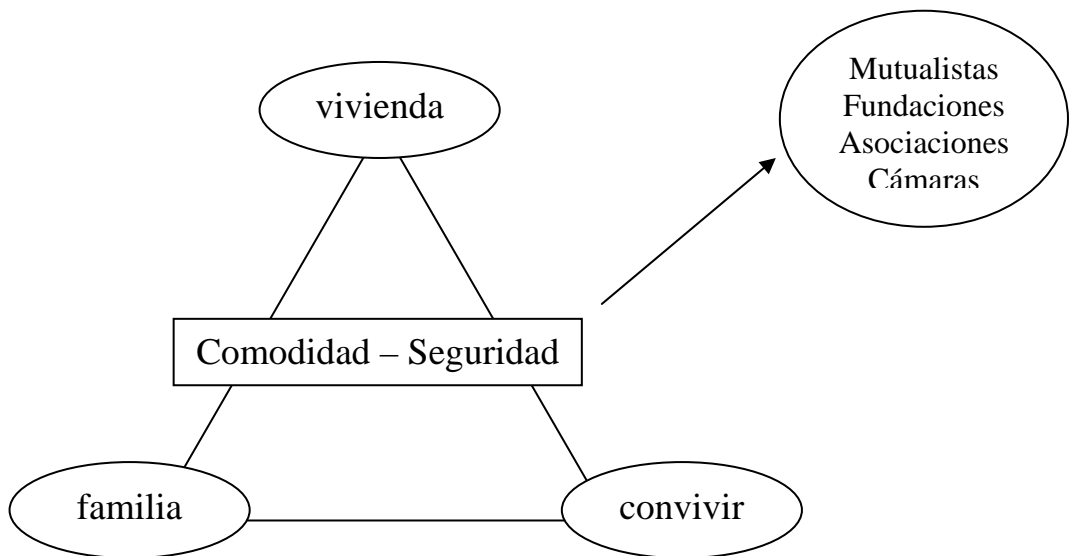 vivienda
Mutualistas
Fundaciones
Asociaciones
Cámaras
Comodidad – Seguridad
familia
convivir